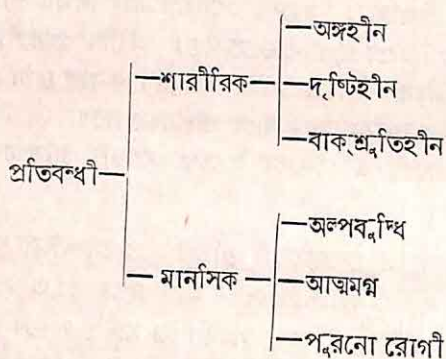 অঙ্গহীন
শারীরিক
দৃষ্টিহীন
বাক্শ্রুতিহীন
প্রতিবন্ধী
অল্পবুদ্ধি
মানসিক
আত্মমগ্ন
পুরনো রোগী